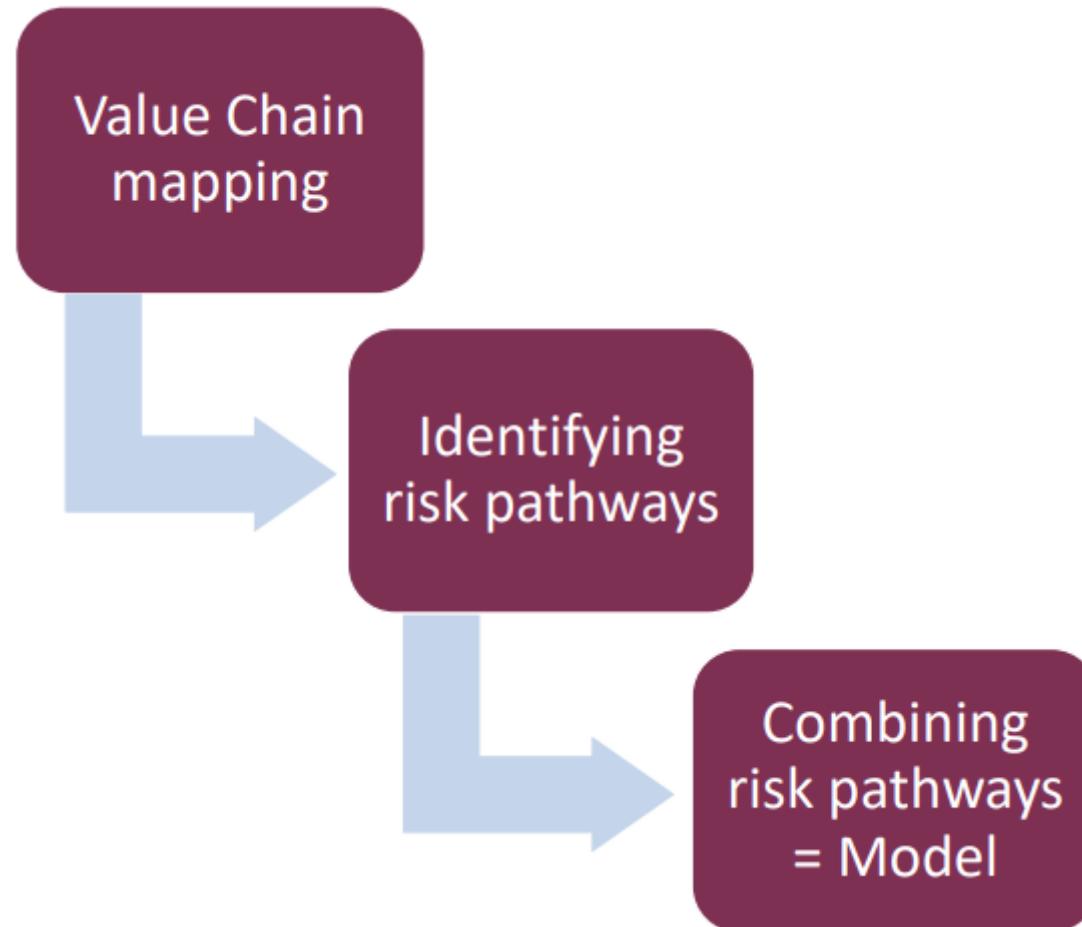 Value Chain
mapping
Identifying
risk pathways
Combining
risk pathways
= Model